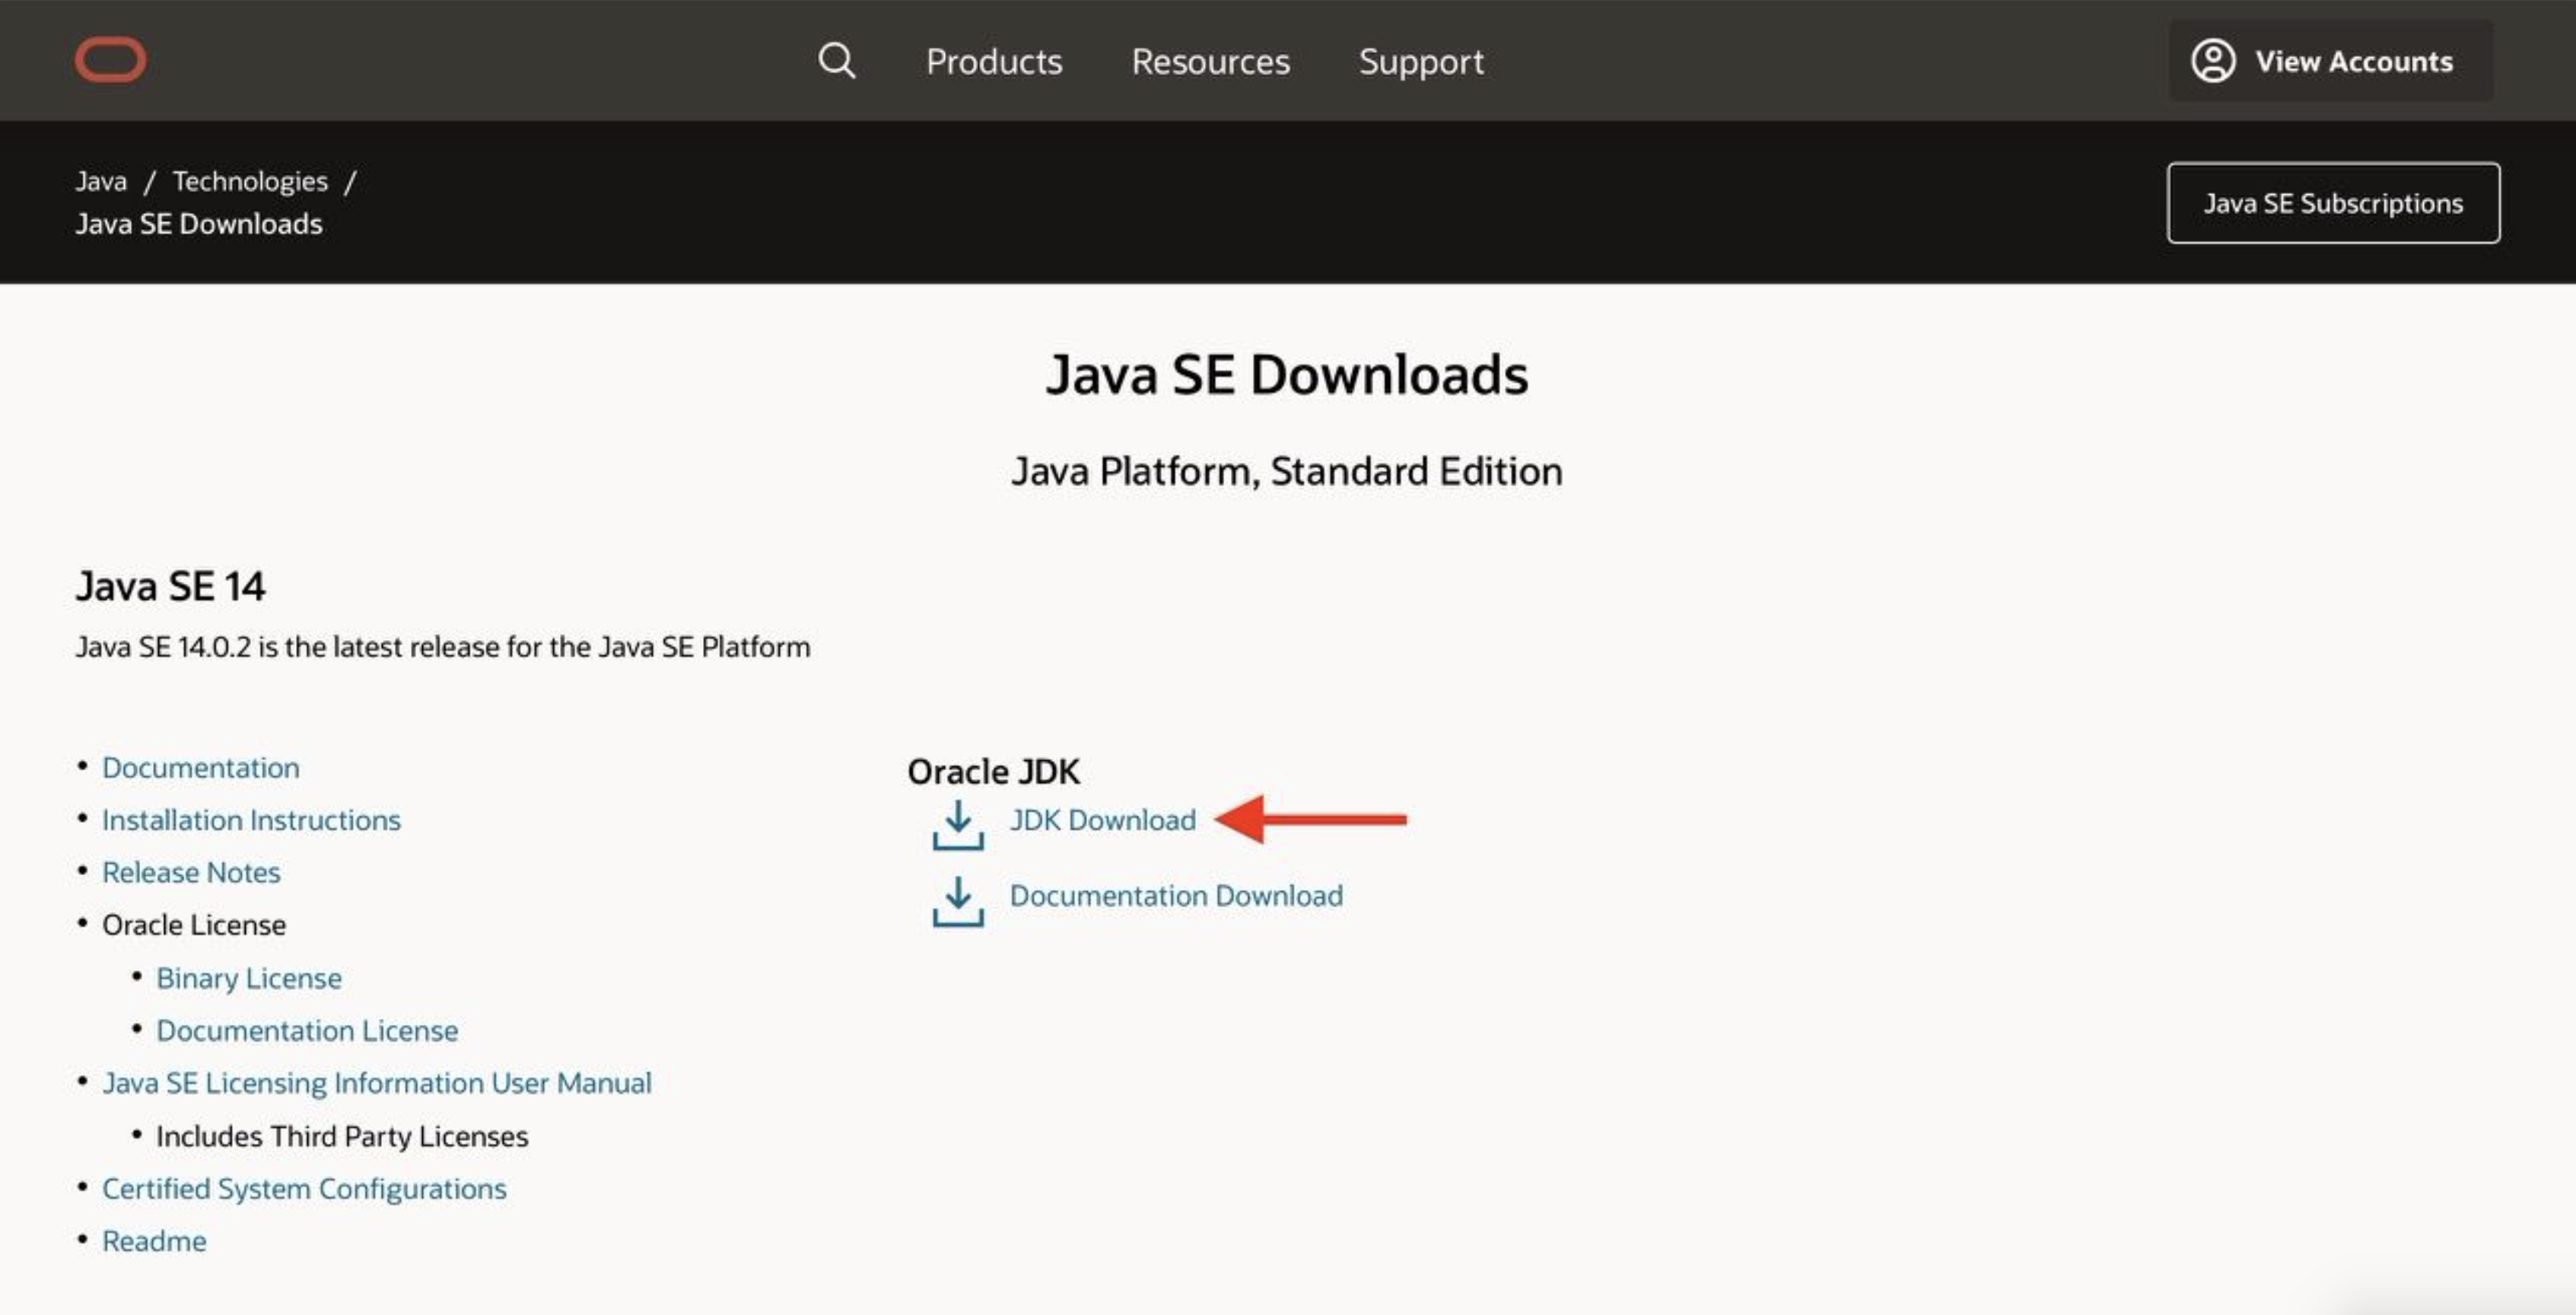 Products Resources Support View Accounts
Java / Technologies /
Java SE Downloads
Java SE Subscriptions
Java SE Downloads
Java Platform, Standard Edition
Java SE 14
Java SE 14.0.2 is the latest release for the Java SE Platform
• Documentation
• Installation Instructions
• Release Notes
• Oracle License
• Binary License
• Documentation License
• Java SE Licensing Information User Manual
• Includes Third Party Licenses
• Certified System Configurations
• Readme
Oracle JDK
JDK Download
Documentation Download